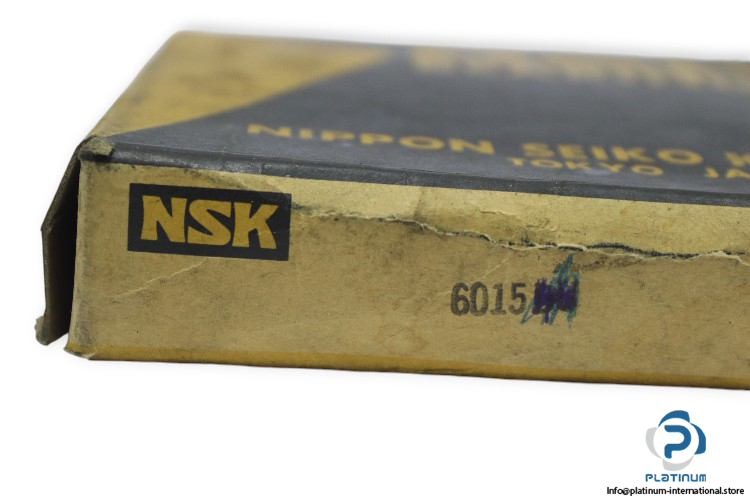 NIPPON SEIKO
TOKYO JA
NSK
6015
PLATINUM
Info@platinum-international.store